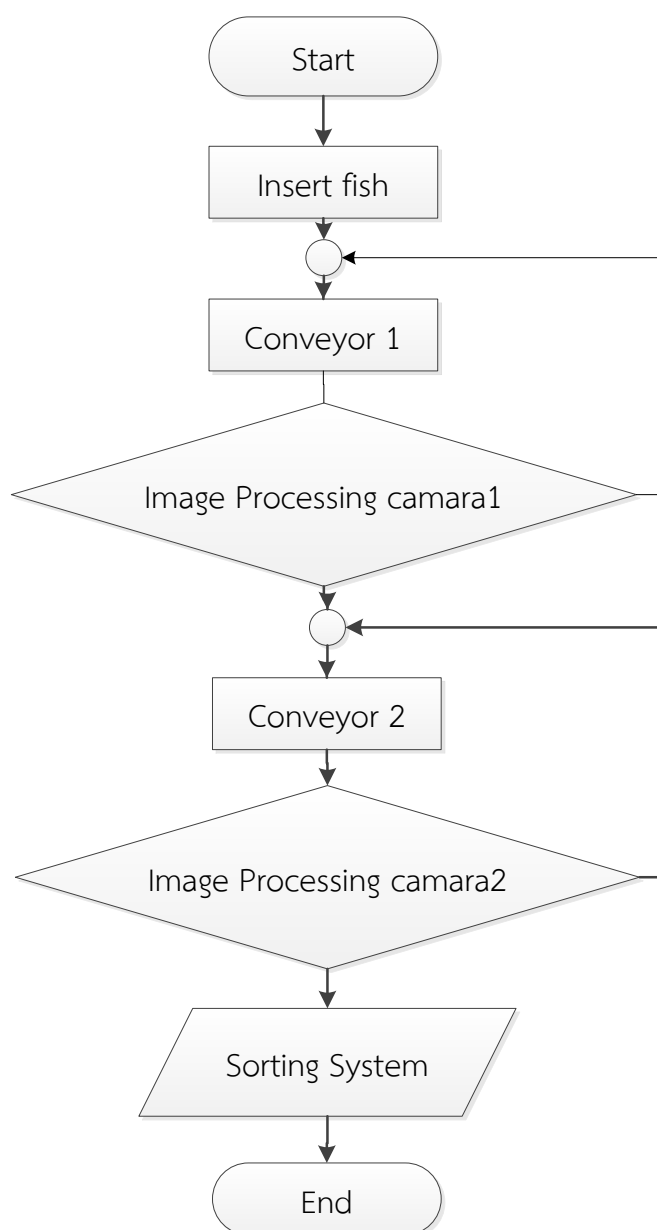 Start
Insert fish
Conveyor 1
Image Processing camara1
Conveyor 2
Image Processing camara2
Sorting System
End